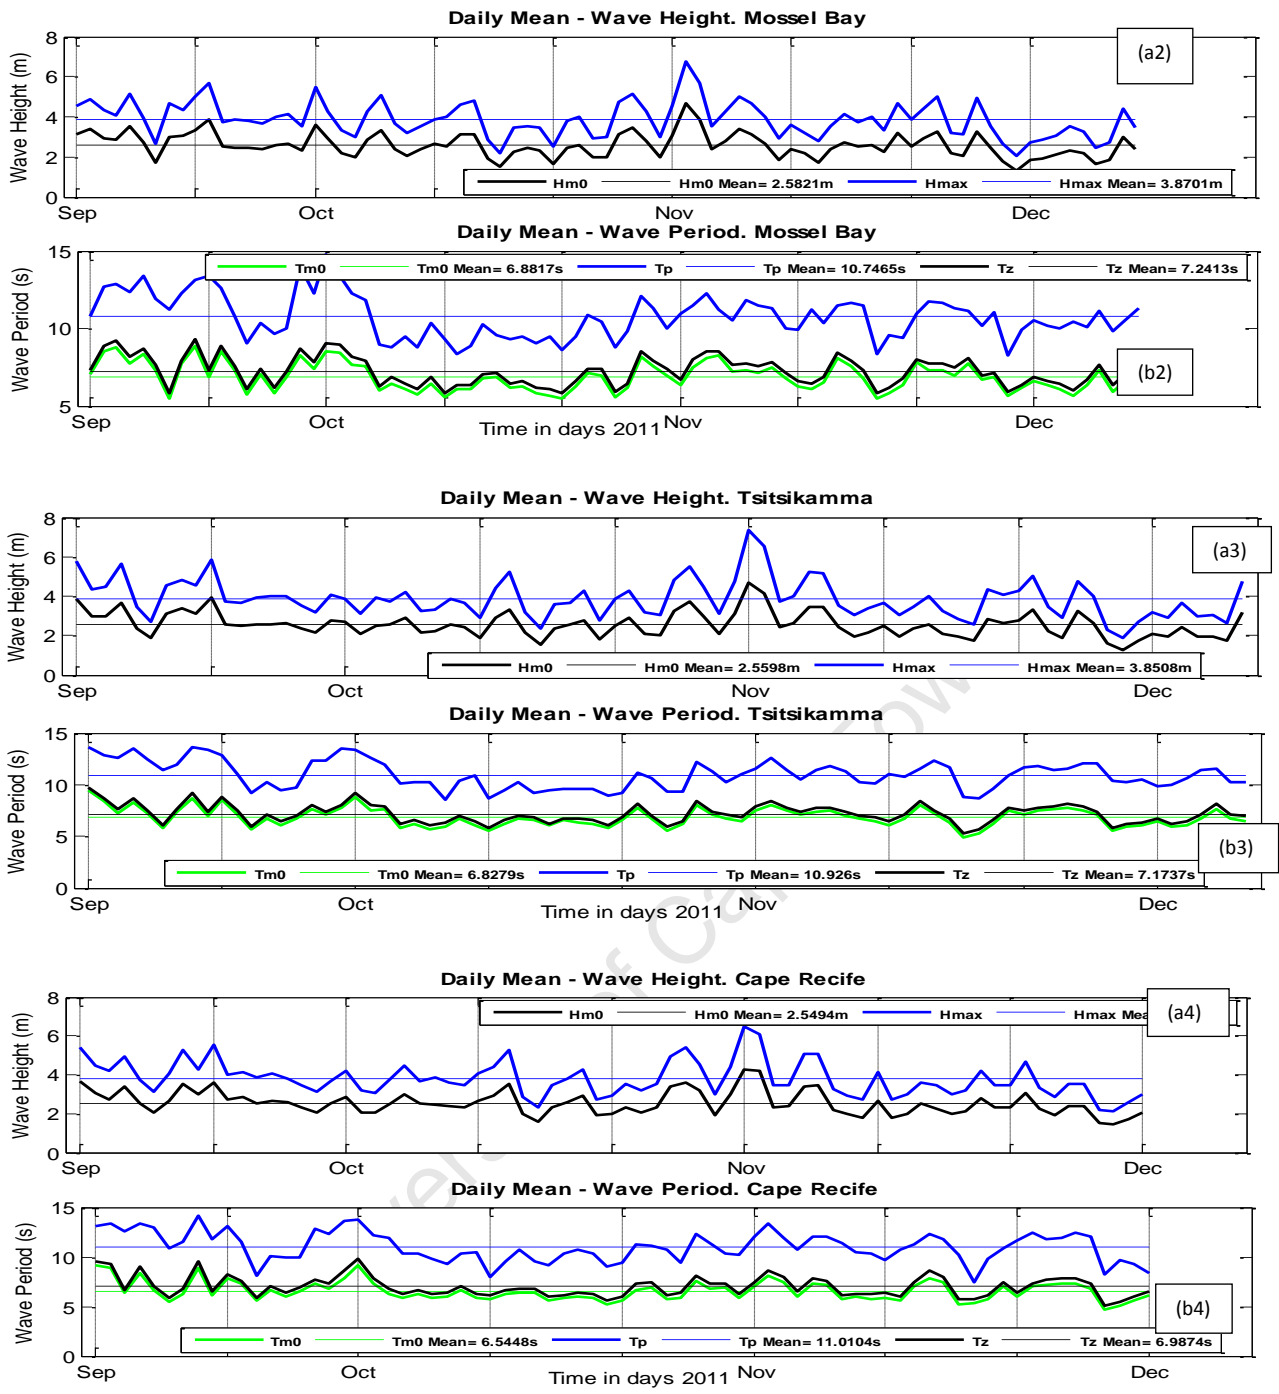 Daily Mean - Wave Height. Mossel Bay
(a2)
Wave Height (m)
8
6
4
2
0
Hm0 Hm0 Mean= 2.5821m Hmax Hmax Mean= 3.8701m
Sep Oct Nov Dec
Daily Mean - Wave Period. Mossel Bay
Wave Period (s)
15
10
5
Tm0 Tm0 Mean= 6.8817s Tp Tp Mean= 10.7465s Tz Tz Mean= 7.2413s
(b2)
Sep Oct Nov Dec
Time in days 2011
Daily Mean - Wave Height. Tsitsikamma
(a3)
Wave Height (m)
8
6
4
2
0
Hm0 Hm0 Mean= 2.5598m Hmax Hmax Mean= 3.8508m
Sep Oct Nov Dec
Daily Mean - Wave Period. Tsitsikamma
Wave Period (s)
15
10
5
0
(b3)
Tm0 Tm0 Mean= 6.8279s Tp Tp Mean= 10.926s Tz Tz Mean= 7.1737s
Sep Oct Nov Dec
Time in days 2011
Daily Mean - Wave Height. Cape Recife
(a4)
Wave Height (m)
8
6
4
2
0
Hm0 Hm0 Mean= 2.5494m Hmax Hmax
Sep Oct Nov Dec
Daily Mean - Wave Period. Cape Recife
Wave Period (s)
15
10
5
0
(b4)
Tm0 Tm0 Mean= 6.5448s Tp Tp Mean= 11.0104s Tz Tz Mean= 6.9874s
Sep Oct Nov Dec
Time in days 2011